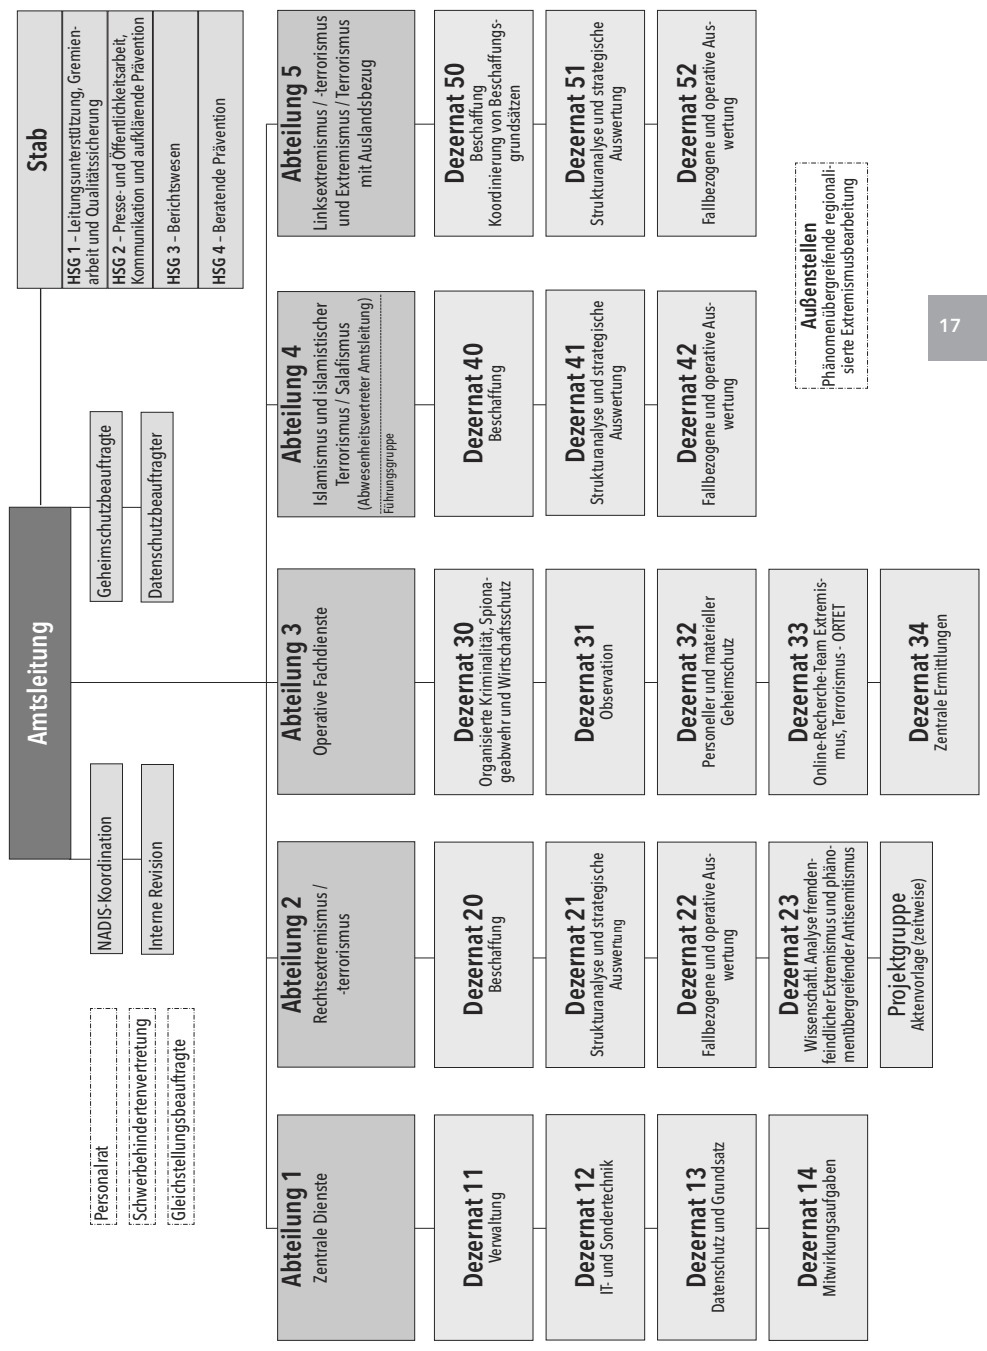 Amtsleitung
Stab
HSG 1 – Leitungsunterstützung, Gremien-
arbeit und Qualitätssicherung
HSG 2 – Presse- und Öffentlichkeitsarbeit,
Kommunikation und aufklärende Prävention
HSG 3 – Berichtswesen
HSG 4 – Beratende Prävention
Personalrat
Schwerbehindertenvertretung
Gleichstellungsbeauftragte
NADIS-Koordination
Interne Revision
Geheimschutzbeauftragte
Datenschutzbeauftragter
Abteilung 1
Zentrale Dienste
Dezernat 11
Verwaltung
Dezernat 12
IT- und Sondertechnik
Dezernat 13
Datenschutz und Grundsatz
Dezernat 14
Mitwirkungsaufgaben
Abteilung 2
Rechtsextremismus /
-terrorismus
Dezernat 20
Beschaffung
Dezernat 21
Strukturanalyse und strategische
Auswertung
Dezernat 22
Fallbezogene und operative Aus-
wertung
Dezernat 23
Wissenschaftl. Analyse fremden-
feindlicher Extremismus und phäno-
menübergreifender Antisemitismus
Projektgruppe
Aktenvorlage (zeitweise)
Abteilung 3
Operative Fachdienste
Dezernat 30
Organisierte Kriminalität, Spiona-
geabwehr und Wirtschaftsschutz
Dezernat 31
Observation
Dezernat 32
Personeller und materieller
Geheimschutz
Dezernat 33
Online-Recherche-Team Extremis-
mus, Terrorismus - ORTET
Dezernat 34
Zentrale Ermittlungen
Abteilung 4
Islamismus und islamistischer
Terrorismus / Salafismus
(Abwesenheitsvertreter Amtsleitung)
Führungsgruppe
Dezernat 40
Beschaffung
Dezernat 41
Strukturanalyse und strategische
Auswertung
Dezernat 42
Fallbezogene und operative Aus-
wertung
Abteilung 5
Linksextremismus / -terrorismus
und Extremismus / Terrorismus
mit Auslandsbezug
Dezernat 50
Beschaffung
Koordinierung von Beschaffungs-
grundsätzen
Dezernat 51
Strukturanalyse und strategische
Auswertung
Dezernat 52
Fallbezogene und operative Aus-
wertung
Außenstellen
Phänomenübergreifende regionali-
sierte Extremismusbearbeitung
17